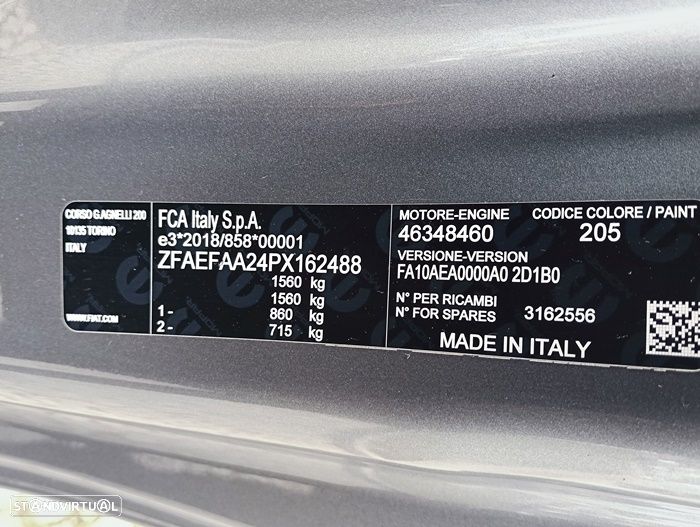 CORSO G.AGNELLI 200
10135 TORINO
ITALY
WWW.FIAT.COM
FCA Italy S.p.A.
e3*2018/858*00001
ZFAEFAA24PX162488
1560 kg
1560 kg
1- 860 kg
2- 715 kg
MOTORE-ENGINE CODICE COLORE / PAINT
46348460 205
VERSIONE-VERSION
FA10AEA0000A0 2D1B0
N° PER RICAMBI
N° FOR SPARES 3162556
MADE IN ITALY
STANDVIRTUAL